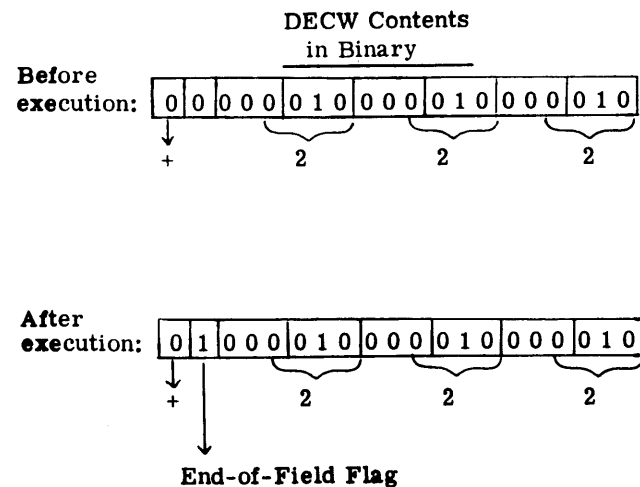 DECW Contents
in Binary
Before
execution: 0 0 0 0 0 0 1 0 0 0 0 0 1 0 0 0 0 0 1 0
+ 2 2 2
After
execution: 0 1 0 0 0 0 1 0 0 0 0 0 1 0 0 0 0 0 1 0
+ 2 2 2
End-of-Field Flag